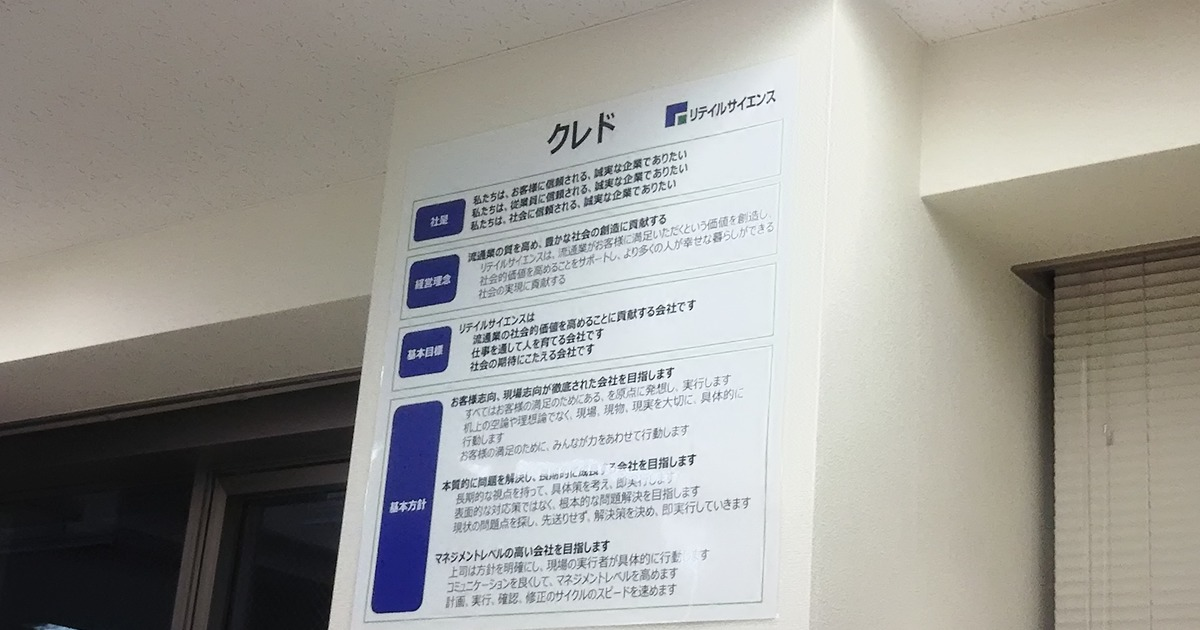 クレド
リテイルサイエンス
社是
私たちは、お客様に信頼される、誠実な企業でありたい
私たちは、従業員に信頼される、誠実な企業でありたい
私たちは、社会に信頼される、誠実な企業でありたい
経営理念
流通業の質を高め、豊かな社会の創造に貢献する
リテイルサイエンスは、流通業がお客様に満足いただくという価値を創造し、
社会的価値を高めることをサポートし、より多くの人が幸せな暮らしができる
社会の実現に貢献する
基本目標
リテイルサイエンスは
流通業の社会的価値を高めることに貢献する会社です
仕事を通して人を育てる会社です
社会の期待にこたえる会社です
基本方針
お客様志向、現場志向が徹底された会社を目指します
すべてはお客様の満足のためにある、を原点に発想し、実行します
机上の空論や理想論でなく、現場、現物、現実を大切に、具体的に
行動します
お客様の満足のために、みんなが力をあわせて行動します
本質的に問題を解決し、長期的に成長する会社を目指します
長期的な視点を持って、具体策を考え、即実行します
表面的な対応策ではなく、根本的な問題解決を目指します
現状の問題点を探し、先送りせず、解決策を決め、即実行していきます
マネジメントレベルの高い会社を目指します
上司は方針を明確にし、現場の実行者が具体的に行動 ます
コミュニケーションを良くして、マネジメントレベルを高めます
計画、実行、確認、修正のサイクルのスピードを速めます